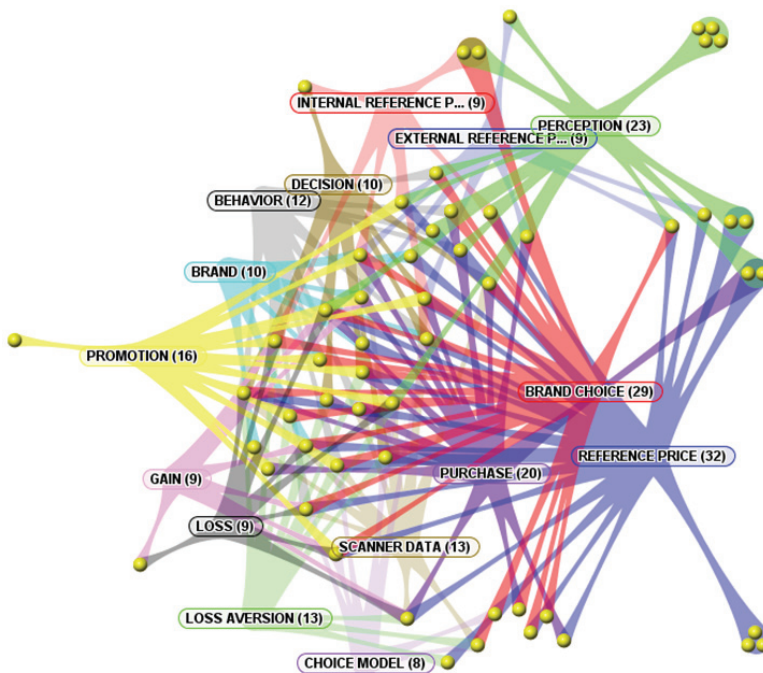 INTERNAL REFERENCE P... (9)
PERCEPTION (23)
EXTERNAL REFERENCE P... (9)
DECISION (10)
BEHAVIOR (12)
BRAND (10)
PROMOTION (16)
BRAND CHOICE (29)
REFERENCE PRICE (32)
PURCHASE (20)
GAIN (9)
LOSS (9)
SCANNER DATA (13)
LOSS AVERSION (13)
CHOICE MODEL (8)